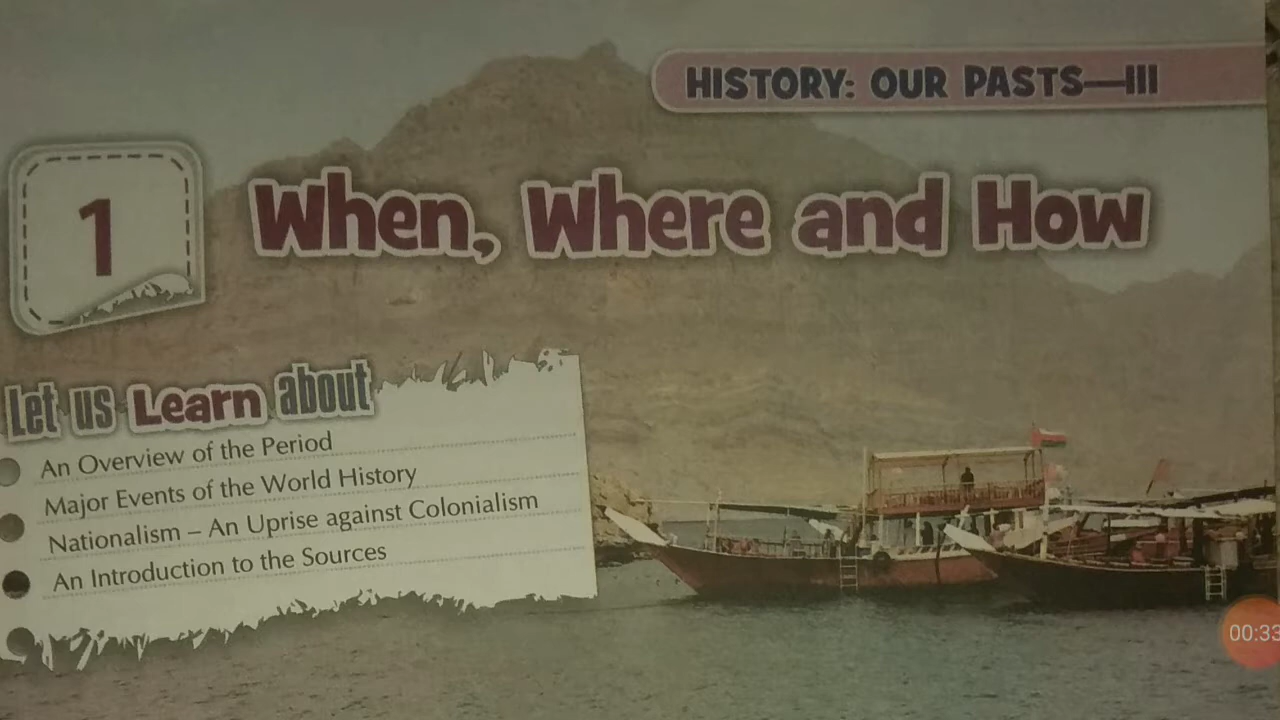 HISTORY: OUR PASTS—III
1
When, Where and How
Let us Learn about
An Overview of the Period
Major Events of the World History
Nationalism – An Uprise against Colonialism
An Introduction to the Sources
00:33